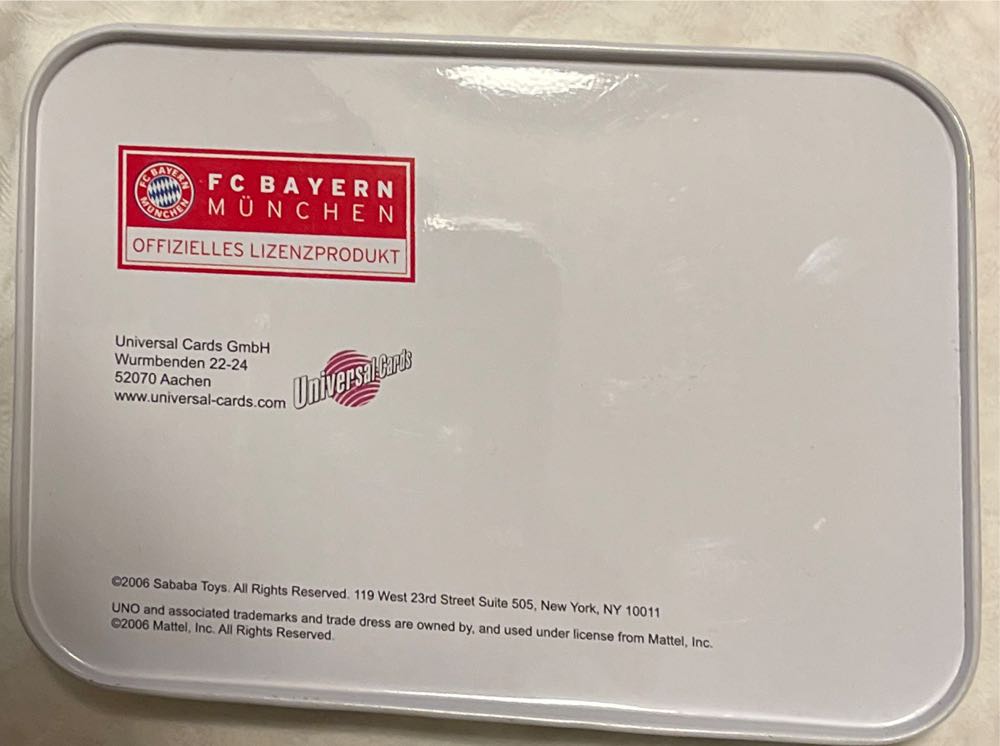 FC BAYERN
MÜNCHEN
FC BAYERN
MÜNCHEN
OFFIZIELLES LIZENZPRODUKT
Universal Cards GmbH
Wurmbenden 22-24
52070 Aachen
www.universal-cards.com
Universal Cards
©2006 Sababa Toys. All Rights Reserved. 119 West 23rd Street Suite 505, New York, NY 10011
UNO and associated trademarks and trade dress are owned by, and used under license from Mattel, Inc.
©2006 Mattel, Inc. All Rights Reserved.